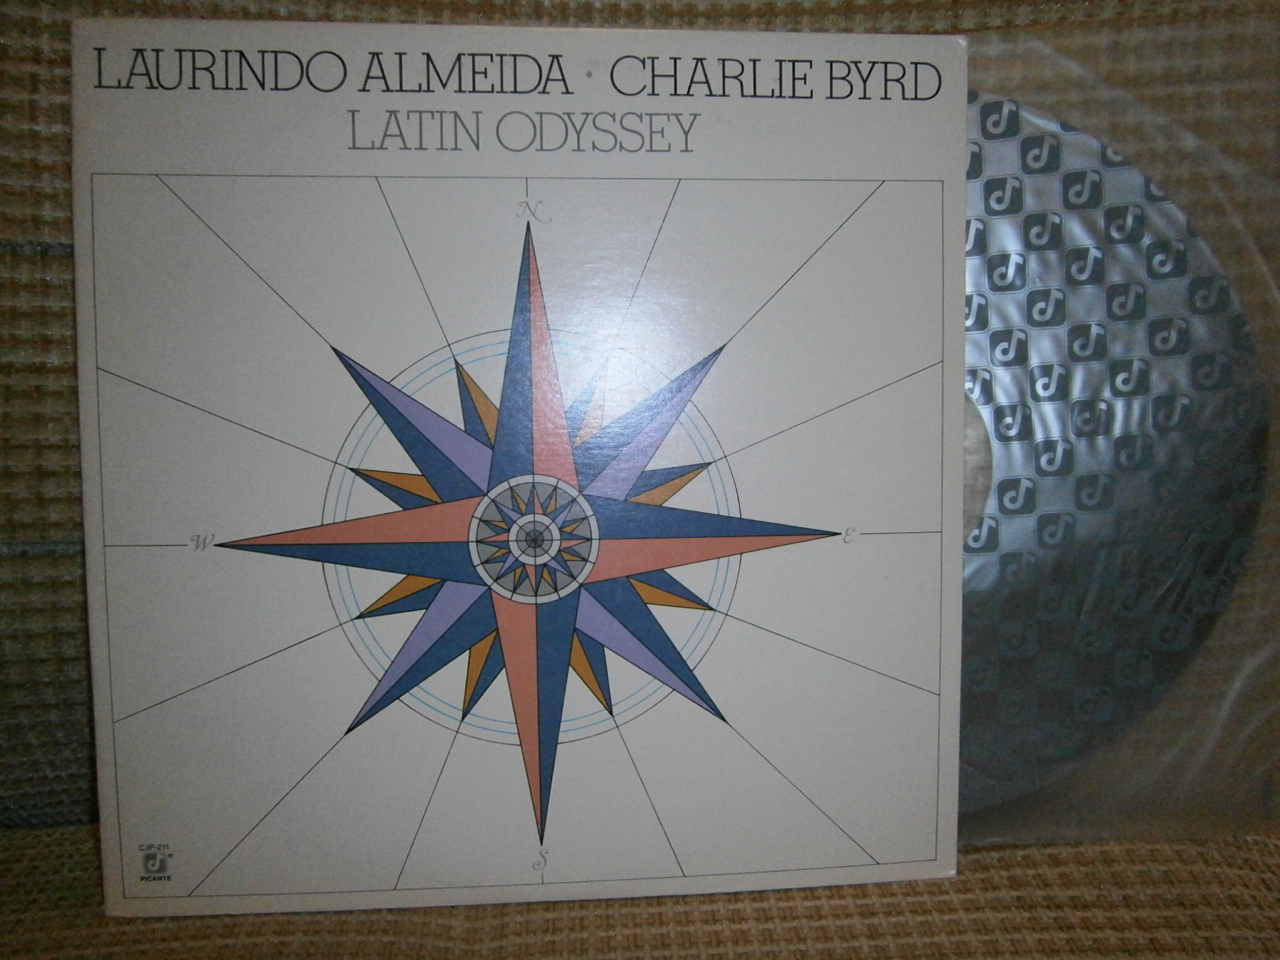 LAURINDO ALMEIDA • CHARLIE BYRD
LATIN ODYSSEY
N
W
E
S
CJP-211
®
PICANTE